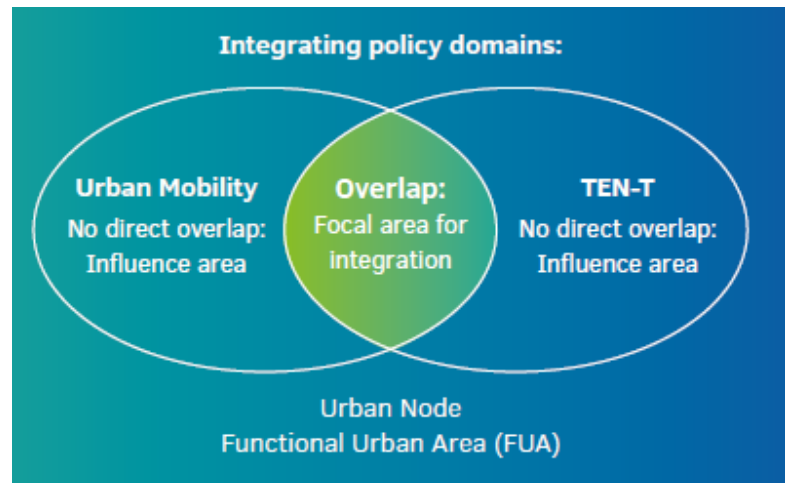 Integrating policy domains:
Urban Mobility
No direct overlap:
Influence area
Overlap:
Focal area for
integration
TEN-T
No direct overlap:
Influence area
Urban Node
Functional Urban Area (FUA)